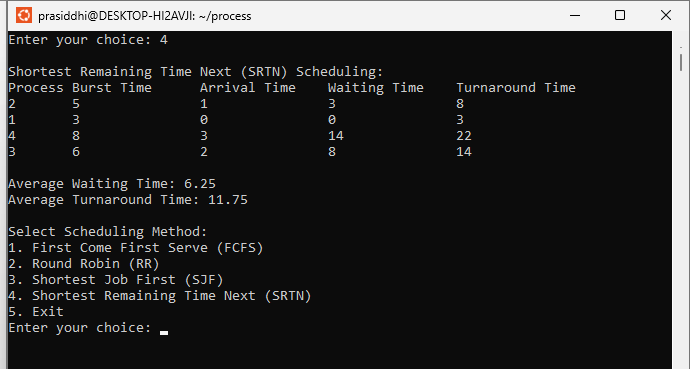 prasiddhi@DESKTOP-HI2AVJI: ~/process
Enter your choice: 4
Shortest Remaining Time Next (SRTN) Scheduling:
Process Burst Time      Arrival Time    Waiting Time    Turnaround Time
2       5               1               3               8
1       3               0               0               3
4       8               3               14              22
3       6               2               8               14
Average Waiting Time: 6.25
Average Turnaround Time: 11.75
Select Scheduling Method:
1. First Come First Serve (FCFS)
2. Round Robin (RR)
3. Shortest Job First (SJF)
4. Shortest Remaining Time Next (SRTN)
5. Exit
Enter your choice: